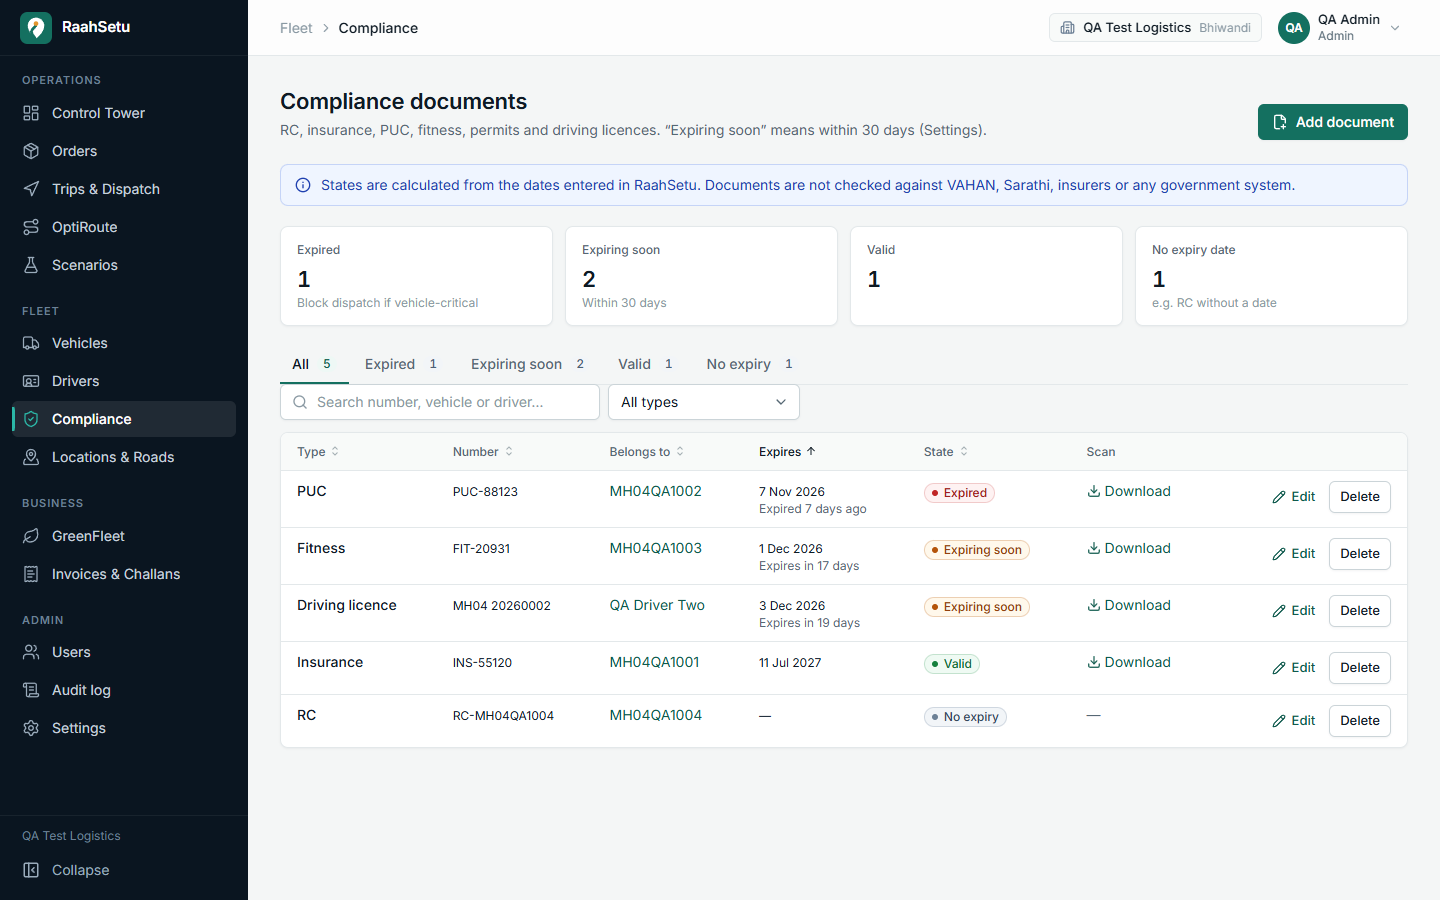 RaahSetu
OPERATIONS
Control Tower
Orders
Trips & Dispatch
OptiRoute
Scenarios
FLEET
Vehicles
Drivers
Compliance
Locations & Roads
BUSINESS
GreenFleet
Invoices & Challans
ADMIN
Users
Audit log
Settings
QA Test Logistics
Collapse
Fleet > Compliance
QA Test Logistics Bhiwandi
QA
QA Admin
Admin
Compliance documents
RC, insurance, PUC, fitness, permits and driving licences. “Expiring soon” means within 30 days (Settings).
Add document
States are calculated from the dates entered in RaahSetu. Documents are not checked against VAHAN, Sarathi, insurers or any government system.
Expired
1
Block dispatch if vehicle-critical
Expiring soon
2
Within 30 days
Valid
1
No expiry date
1
e.g. RC without a date
All 5 Expired 1 Expiring soon 2 Valid 1 No expiry 1
Search number, vehicle or driver...
All types
Type Number Belongs to Expires State Scan
PUC PUC-88123 MH04QA1002 7 Nov 2026 Expired Download Edit Delete
Expired 7 days ago
Fitness FIT-20931 MH04QA1003 1 Dec 2026 Expiring soon Download Edit Delete
Expires in 17 days
Driving licence MH04 20260002 QA Driver Two 3 Dec 2026 Expiring soon Download Edit Delete
Expires in 19 days
Insurance INS-55120 MH04QA1001 11 Jul 2027 Valid Download Edit Delete
RC RC-MH04QA1004 MH04QA1004 — No expiry — Edit Delete